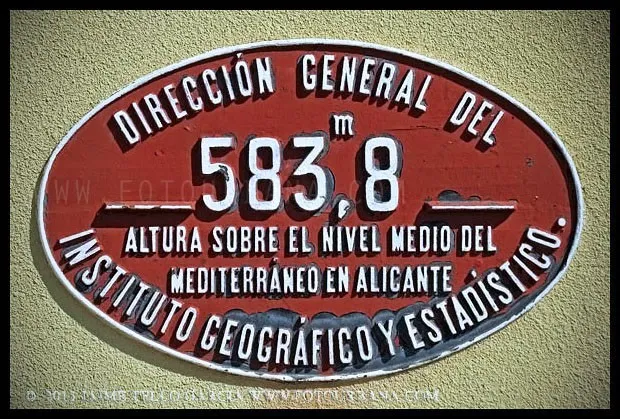 DIRECCIÓN GENERAL DEL
m
583,8
ALTURA SOBRE EL NIVEL MEDIO DEL
MEDITERRÁNEO EN ALICANTE
INSTITUTO GEOGRÁFICO Y ESTADÍSTICO.